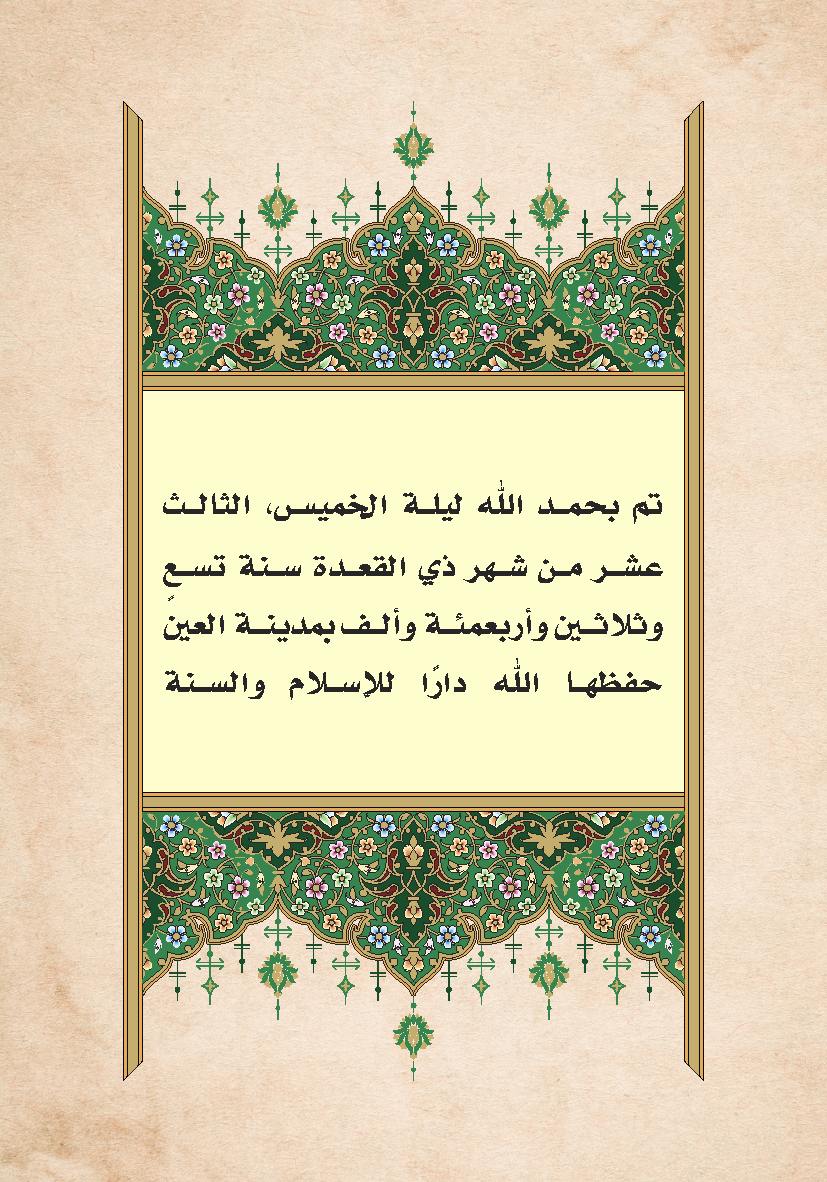 تم بحمد الله ليلة الخميس، الثالث
عشر من شهر ذي القعدة سنة تسعٍ
وثلاثين وأربعمئة وألف بمدينة العين
حفظها الله دارًا للإسلام والسنة